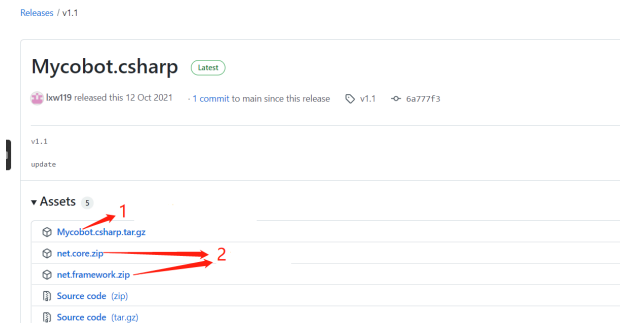 Releases / v1.1
Mycobot.csharp Latest
lxw119 released this 12 Oct 2021 · 1 commit to main since this release v1.1 6a777f3
v1.1
update
Assets 5
1
Mycobot.csharp.tar.gz
net.core.zip
2
net.framework.zip
Source code (zip)
Source code (tar.gz)